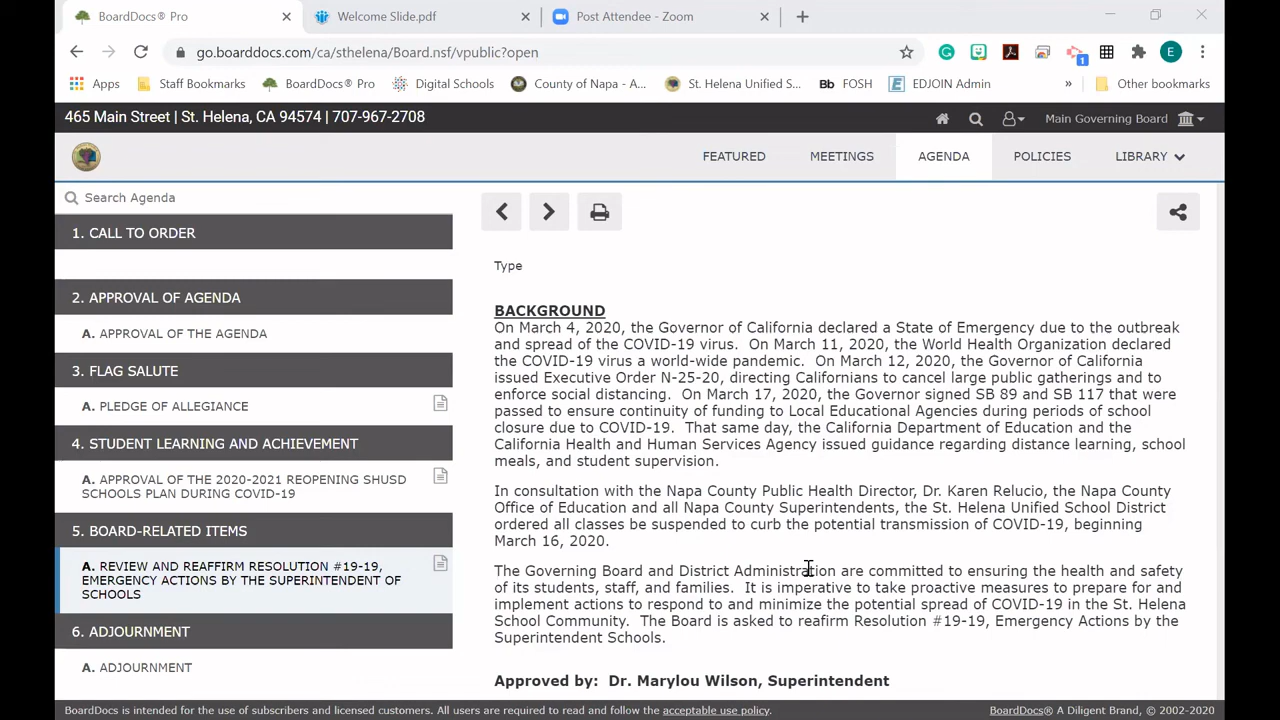 BoardDocs® Pro
Welcome Slide.pdf
Post Attendee - Zoom
go.boarddocs.com/ca/sthelena/Board.nsf/vpublic?open
1
E
Apps
Staff Bookmarks
BoardDocs® Pro
Digital Schools
County of Napa - A...
St. Helena Unified S...
Bb FOSH
E EDJOIN Admin
»
Other bookmarks
465 Main Street | St. Helena, CA 94574 | 707-967-2708
Main Governing Board
FEATURED
MEETINGS
AGENDA
POLICIES
LIBRARY
Search Agenda
1. CALL TO ORDER
2. APPROVAL OF AGENDA
A. APPROVAL OF THE AGENDA
3. FLAG SALUTE
A. PLEDGE OF ALLEGIANCE
4. STUDENT LEARNING AND ACHIEVEMENT
A. APPROVAL OF THE 2020-2021 REOPENING SHUSD
SCHOOLS PLAN DURING COVID-19
5. BOARD-RELATED ITEMS
A. REVIEW AND REAFFIRM RESOLUTION #19-19,
EMERGENCY ACTIONS BY THE SUPERINTENDENT OF
SCHOOLS
6. ADJOURNMENT
A. ADJOURNMENT
Type
BACKGROUND
On March 4, 2020, the Governor of California declared a State of Emergency due to the outbreak
and spread of the COVID-19 virus. On March 11, 2020, the World Health Organization declared
the COVID-19 virus a world-wide pandemic. On March 12, 2020, the Governor of California
issued Executive Order N-25-20, directing Californians to cancel large public gatherings and to
enforce social distancing. On March 17, 2020, the Governor signed SB 89 and SB 117 that were
passed to ensure continuity of funding to Local Educational Agencies during periods of school
closure due to COVID-19. That same day, the California Department of Education and the
California Health and Human Services Agency issued guidance regarding distance learning, school
meals, and student supervision.
In consultation with the Napa County Public Health Director, Dr. Karen Relucio, the Napa County
Office of Education and all Napa County Superintendents, the St. Helena Unified School District
ordered all classes be suspended to curb the potential transmission of COVID-19, beginning
March 16, 2020.
The Governing Board and District Administration are committed to ensuring the health and safety
of its students, staff, and families. It is imperative to take proactive measures to prepare for and
implement actions to respond to and minimize the potential spread of COVID-19 in the St. Helena
School Community. The Board is asked to reafirm Resolution #19-19, Emergency Actions by the
Superintendent Schools.
Approved by: Dr. Marylou Wilson, Superintendent
BoardDocs is intended for the use of subscribers and licensed customers. All users are required to read and follow the acceptable use policy.
BoardDocs® A Diligent Brand, © 2002-2020